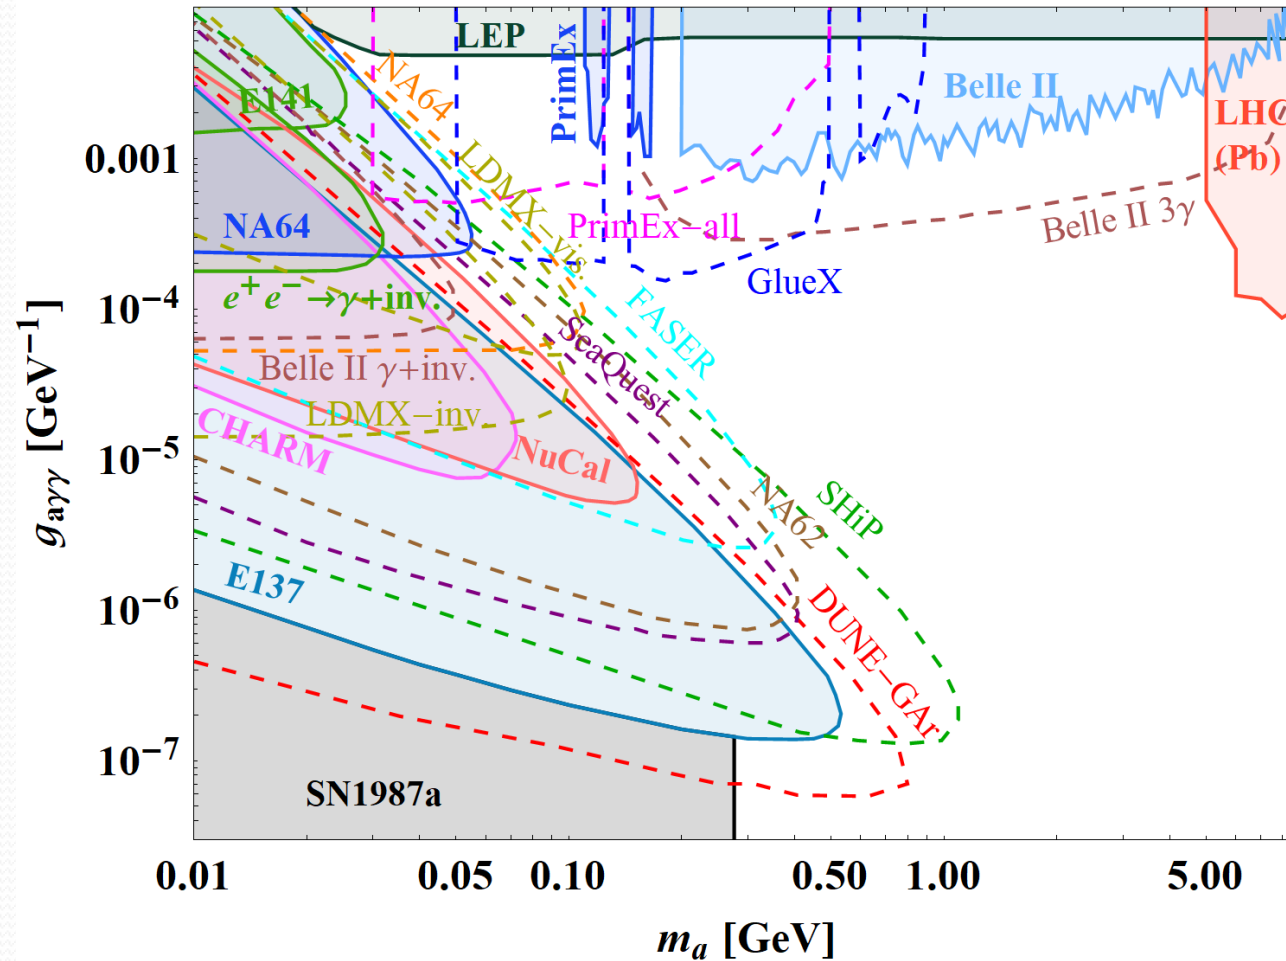 LEP
PrimEx
NA64
E141
Belle II
LHC
(Pb)
LDMX-vis.
0.001
NA64
PrimEx-all
Belle II 3γ
GlueX
e⁺e⁻→γ+inv.
10⁻⁴
FASER
SeaQuest
Belle II γ+inv.
LDMX-inv.
CHARM
NuCal
10⁻⁵
NA62
SHiP
g_{aγγ} [GeV⁻¹]
E137
10⁻⁶
DUNE-GAr
10⁻⁷
SN1987a
0.01 0.05 0.10 0.50 1.00 5.00
m_a [GeV]